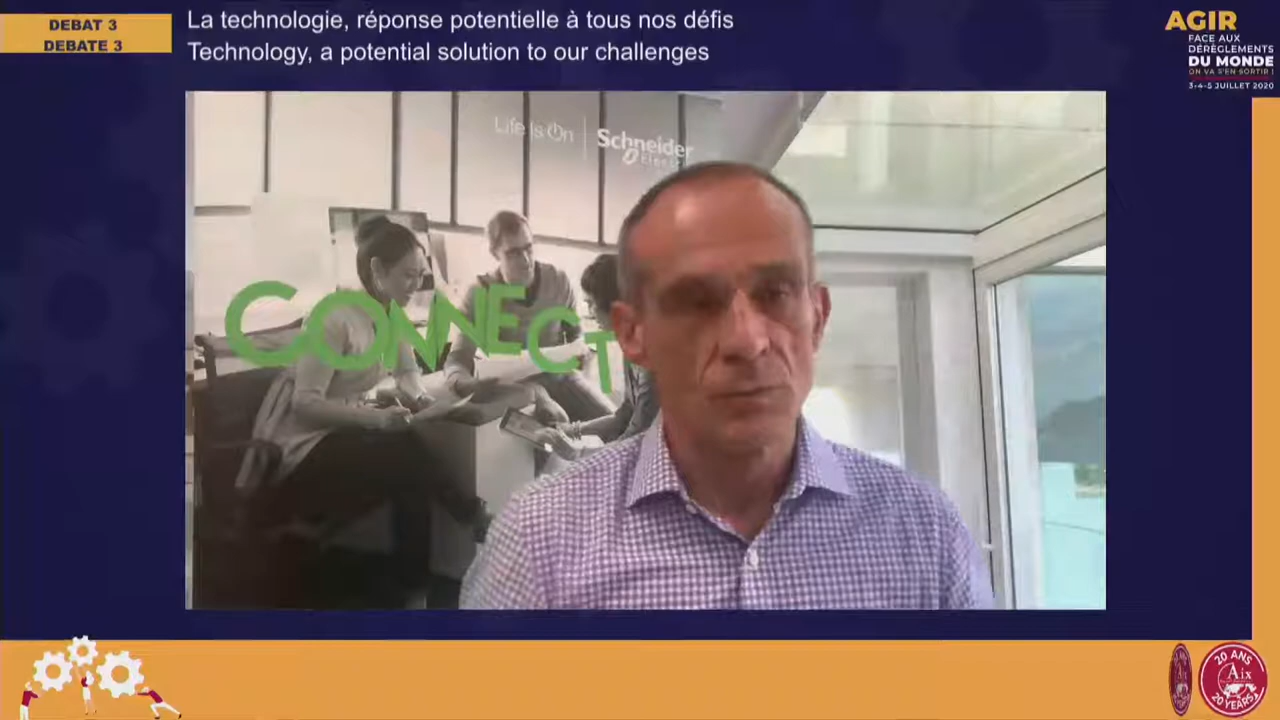 DEBAT 3
DEBATE 3
La technologie, réponse potentielle à tous nos défis
Technology, a potential solution to our challenges
AGIR
FACE AUX
DÉRÈGLEMENTS
DU MONDE
ON VA S'EN SORTIR !
3•4•5 JUILLET 2020
Life Is On
Schneider
Electric
CONNECT
20 ANS
Aix
20 YEARS